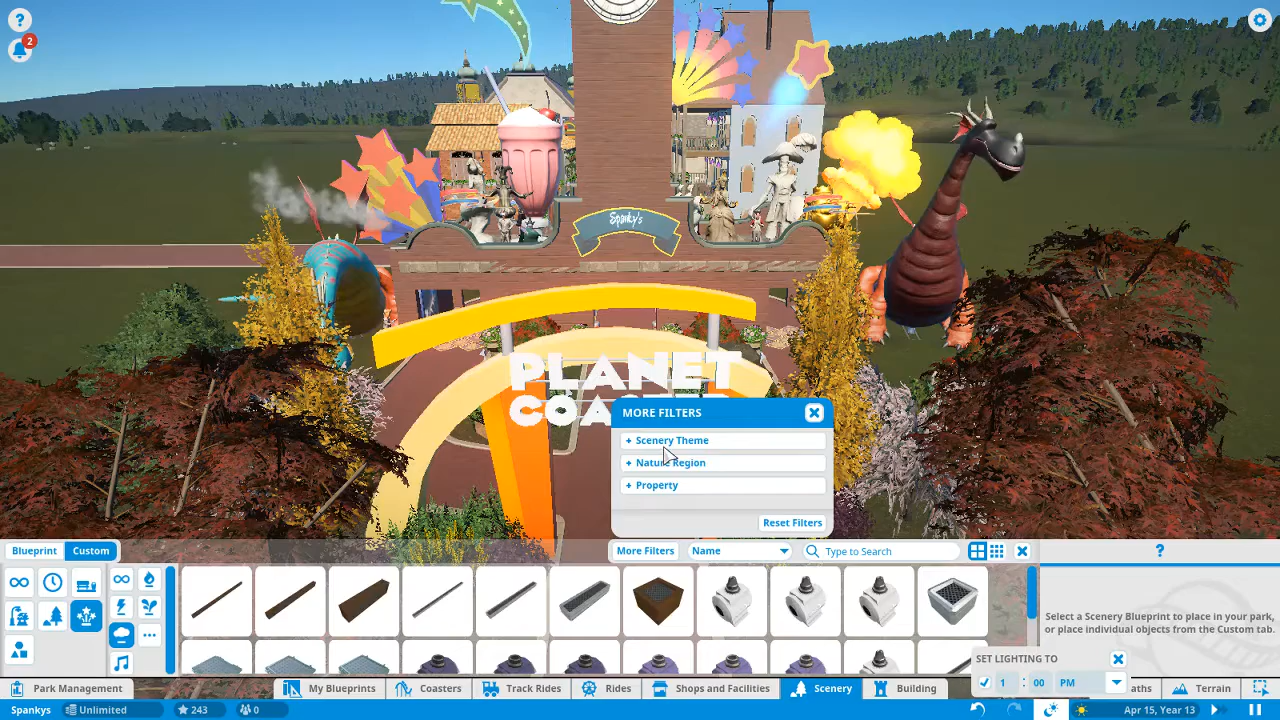 ?
2
Spanky's
PLANET
MORE FILTERS
+ Scenery Theme
+ Nature Region
+ Property
Reset Filters
Blueprint Custom More Filters Name Type to Search ?
Select a Scenery Blueprint to place in your park,
or place individual objects from the Custom tab.
SET LIGHTING TO
1 : 00 PM
Park Management My Blueprints Coasters Track Rides Rides Shops and Facilities Scenery Building aths Terrain
Spankys Unlimited 243 0 Apr 15, Year 13